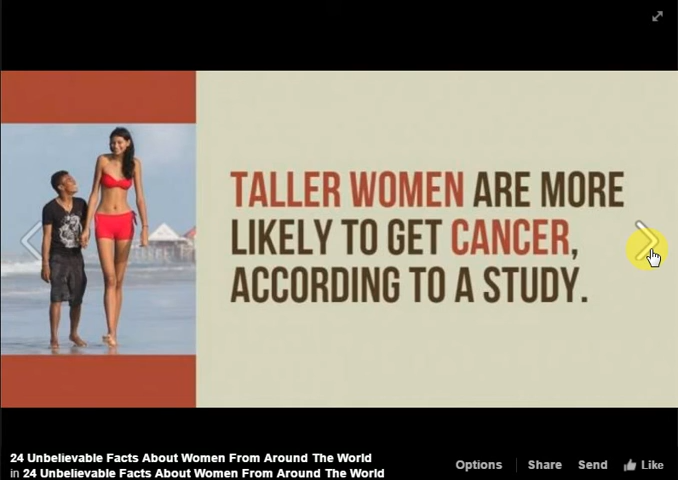 TALLER WOMEN ARE MORE
LIKELY TO GET CANCER,
ACCORDING TO A STUDY.
24 Unbelievable Facts About Women From Around The World
in 24 Unbelievable Facts About Women From Around The World
Options Share Send Like